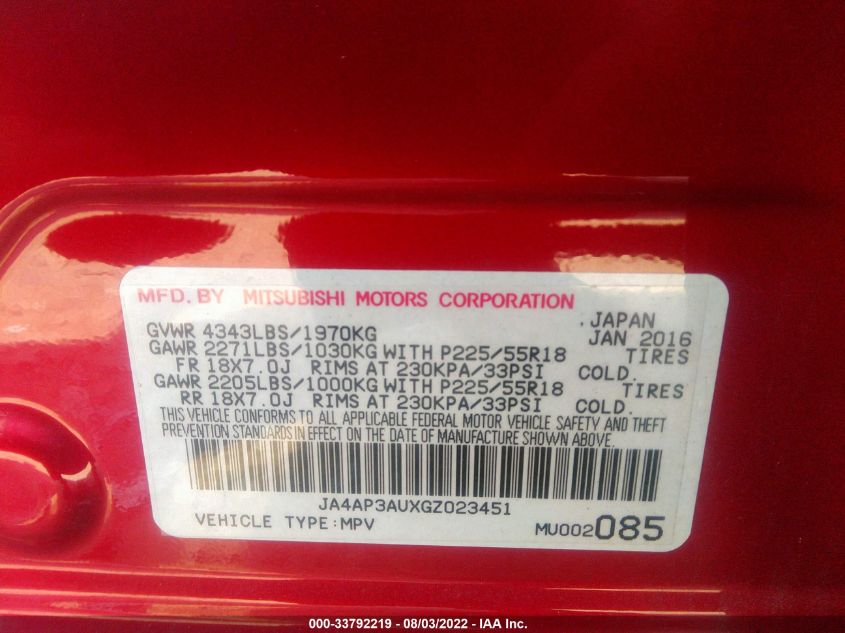 MFD. BY MITSUBISHI MOTORS CORPORATION
, JAPAN
GVWR 4343LBS/1970KG JAN 2016
GAWR 2271LBS/1030KG WITH P225/55R18 TIRES
FR 18X7.0J RIMS AT 230KPA/33PSI COLD.
GAWR 2205LBS/1000KG WITH P225/55R18 TIRES
RR 18X7.0J RIMS AT 230KPA/33PSI COLD.
THIS VEHICLE CONFORMS TO ALL APPLICABLE FEDERAL MOTOR VEHICLE SAFETY AND THEFT
PREVENTION STANDARDS IN EFFECT ON THE DATE OF MANUFACTURE SHOWN ABOVE.
JA4AP3AUXGZ023451
VEHICLE TYPE:MPV MU002085
000-33792219 - 08/03/2022 - IAA Inc.